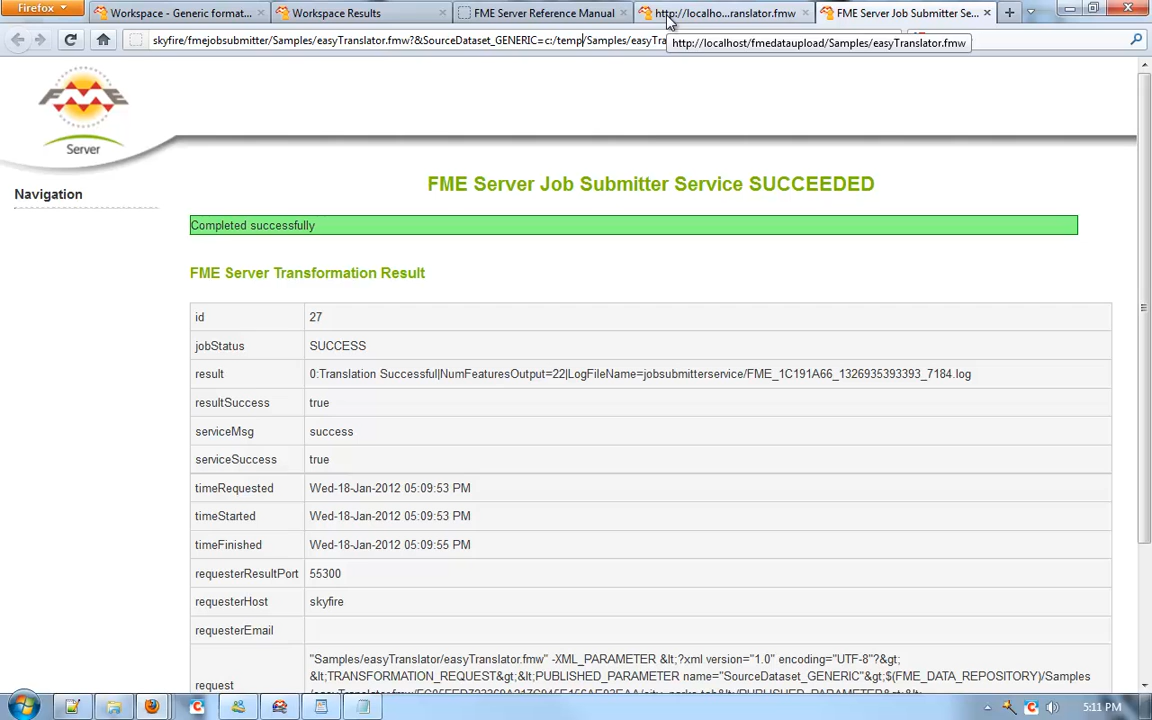 Firefox
Workspace - Generic format...
Workspace Results
FME Server Reference Manual
http://localho...ranslator.fmw
FME Server Job Submitter Se...
skyfire/fmejobsubmitter/Samples/easyTranslator.fmw?&SourceDataset_GENERIC=c:/temp/Samples/easyTra
http://localhost/fmedataupload/Samples/easyTranslator.fmw
FME
Server
Navigation
FME Server Job Submitter Service SUCCEEDED
Completed successfully
FME Server Transformation Result
id 27
jobStatus SUCCESS
result 0:Translation Successful|NumFeaturesOutput=22|LogFileName=jobsubmitterservice/FME_1C191A66_1326935393393_7184.log
resultSuccess true
serviceMsg success
serviceSuccess true
timeRequested Wed-18-Jan-2012 05:09:53 PM
timeStarted Wed-18-Jan-2012 05:09:53 PM
timeFinished Wed-18-Jan-2012 05:09:55 PM
requesterResultPort 55300
requesterHost skyfire
requesterEmail
"Samples/easyTranslator/easyTranslator.fmw" -XML_PARAMETER &lt;?xml version="1.0" encoding="UTF-8"?&gt;
&lt;TRANSFORMATION_REQUEST&gt;&lt;PUBLISHED_PARAMETER name="SourceDataset_GENERIC"&gt;$(FME_DATA_REPOSITORY)/Samples
request
5:11 PM